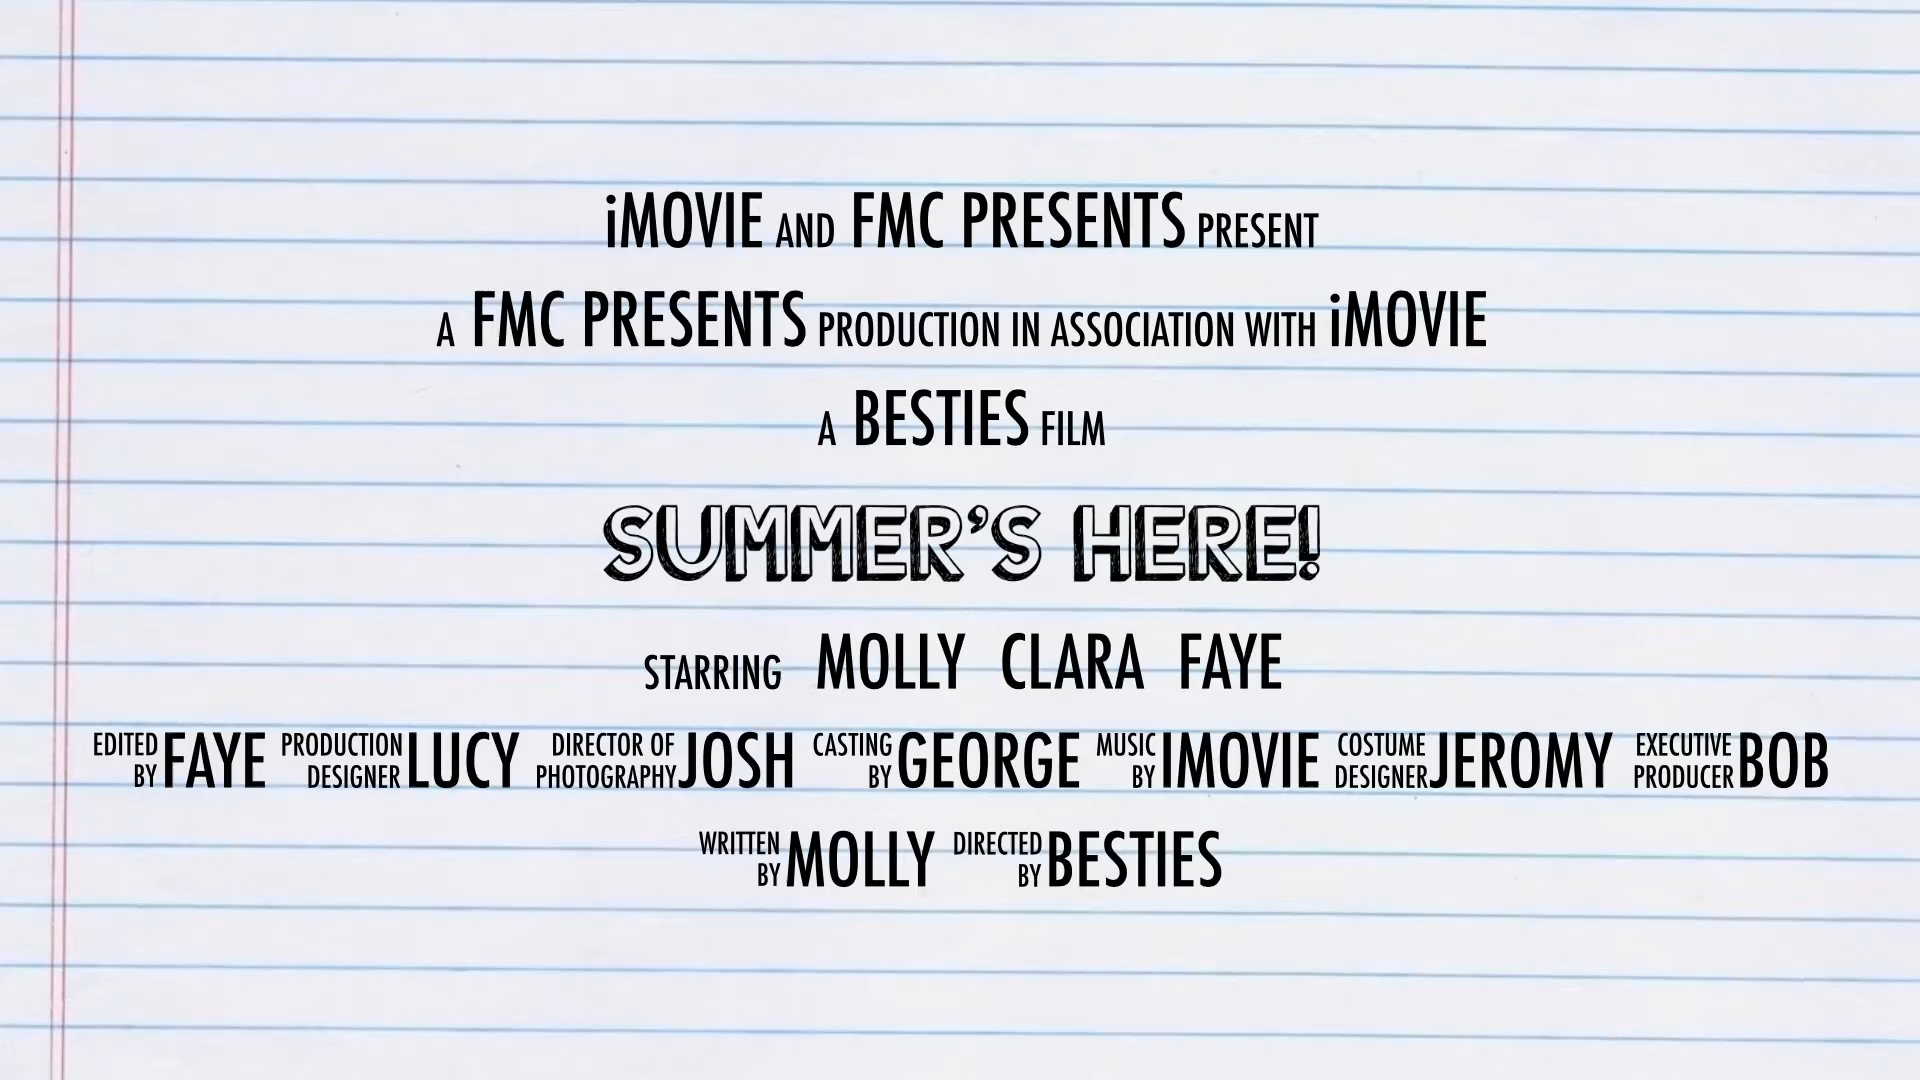 iMOVIE AND FMC PRESENTS PRESENT
A FMC PRESENTS PRODUCTION IN ASSOCIATION WITH iMOVIE
A BESTIES FILM
SUMMER'S HERE!
STARRING MOLLY CLARA FAYE
EDITED BY FAYE PRODUCTION DESIGNER LUCY DIRECTOR OF PHOTOGRAPHY JOSH CASTING BY GEORGE MUSIC BY IMOVIE COSTUME DESIGNER JEROMY EXECUTIVE PRODUCER BOB
WRITTEN BY MOLLY DIRECTED BY BESTIES